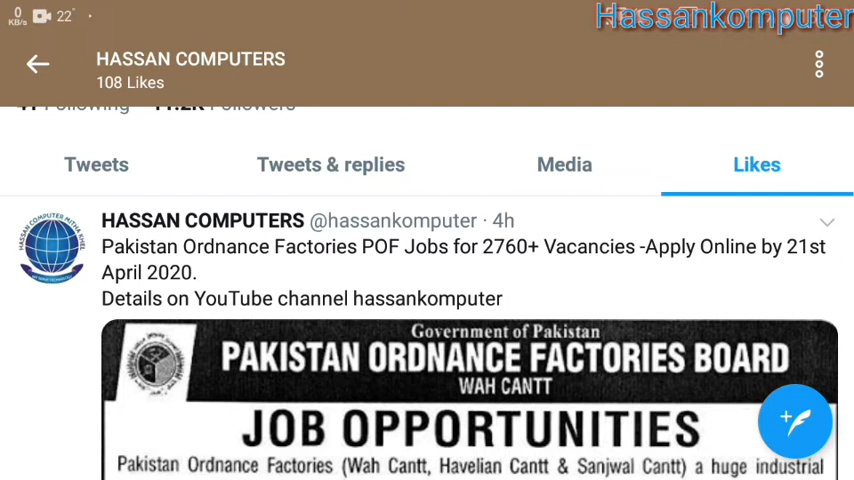 Hassankomputer
0
KB/s
22°
HASSAN COMPUTERS
108 Likes
Following Followers
Tweets
Tweets & replies
Media
Likes
HASSAN COMPUTERS @hassankomputer · 4h
Pakistan Ordnance Factories POF Jobs for 2760+ Vacancies -Apply Online by 21st
April 2020.
Details on YouTube channel hassankomputer
Government of Pakistan
PAKISTAN ORDNANCE FACTORIES BOARD
WAH CANTT
JOB OPPORTUNITIES
Pakistan Ordnance Factories (Wah Cantt, Havelian Cantt & Sanjwal Cantt) a huge industrial